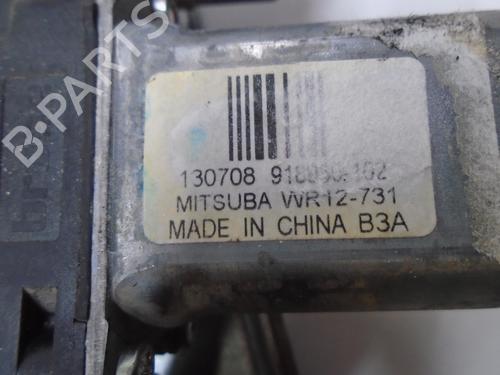 B-PARTS
130708
MITSUBA WR12-731
MADE IN CHINA B3A